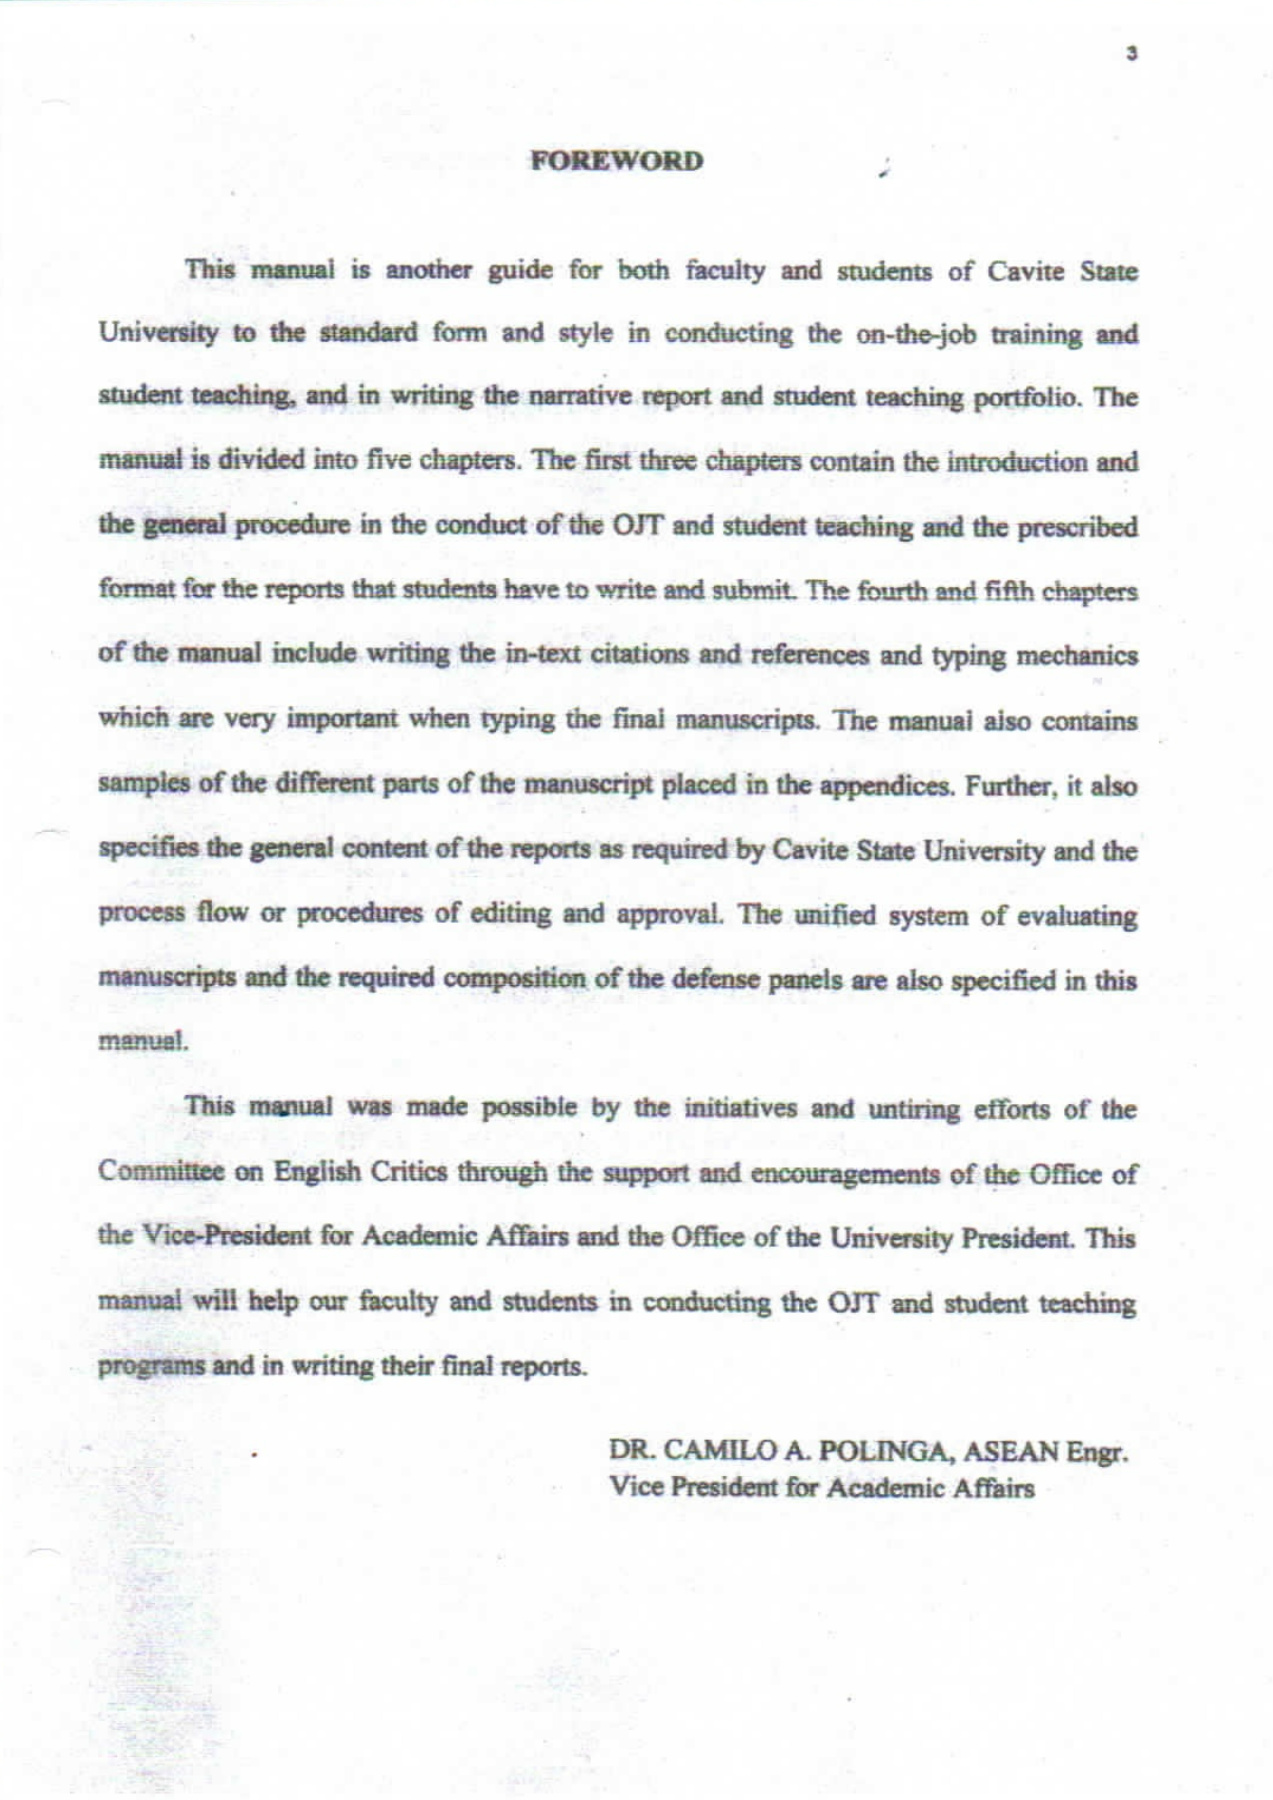 3
FOREWORD
This manual is another guide for both faculty and students of Cavite State
University to the standard form and style in conducting the on-the-job training and
student teaching, and in writing the narrative report and student teaching portfolio. The
manual is divided into five chapters. The first three chapters contain the introduction and
the general procedure in the conduct of the OJT and student teaching and the prescribed
format for the reports that students have to write and submit. The fourth and fifth chapters
of the manual include writing the in-text citations and references and typing mechanics
which are very important when typing the final manuscripts. The manual also contains
samples of the different parts of the manuscript placed in the appendices. Further, it also
specifies the general content of the reports as required by Cavite State University and the
process flow or procedures of editing and approval. The unified system of evaluating
manuscripts and the required composition of the defense panels are also specified in this
manual.
This manual was made possible by the initiatives and untiring efforts of the
Committee on English Critics through the support and encouragements of the Office of
the Vice-President for Academic Affairs and the Office of the University President. This
manual will help our faculty and students in conducting the OJT and student teaching
programs and in writing their final reports.
DR. CAMILO A. POLINGA, ASEAN Engr.
Vice President for Academic Affairs